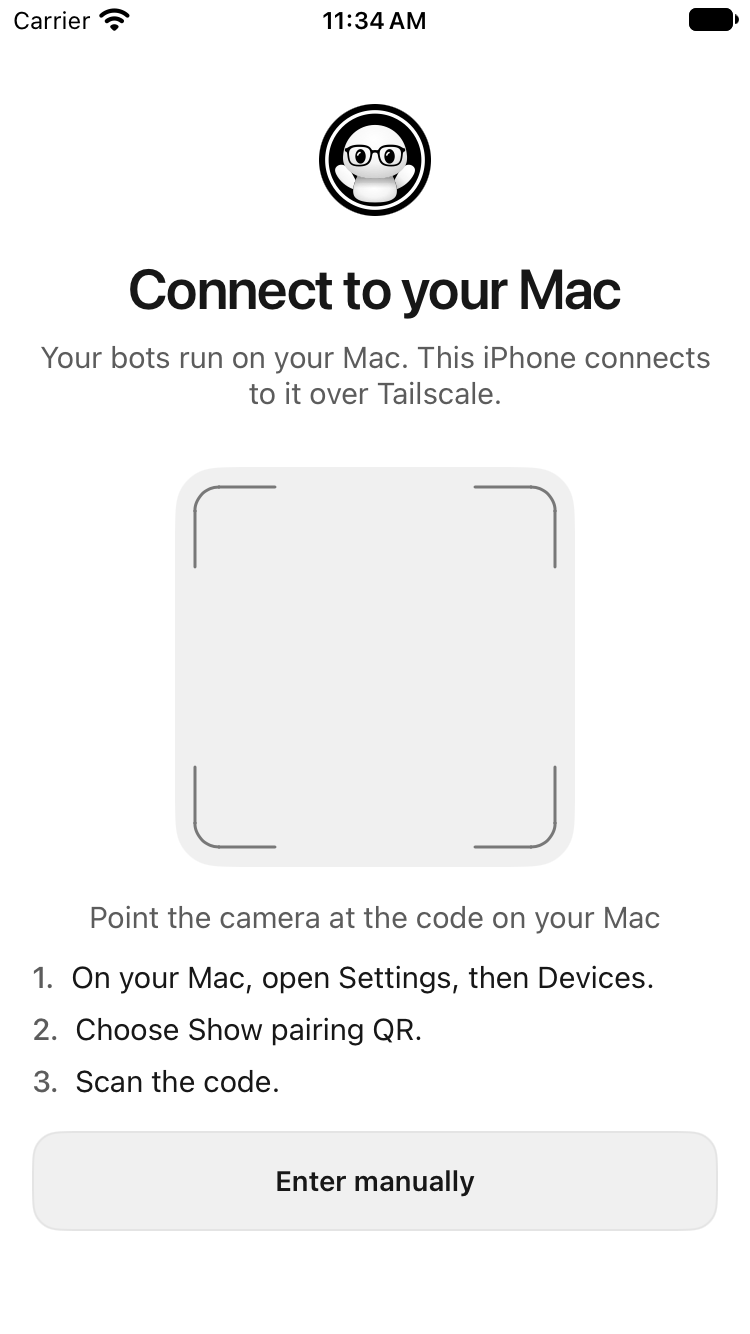 Carrier 11:34 AM
Connect to your Mac
Your bots run on your Mac. This iPhone connects
to it over Tailscale.
Point the camera at the code on your Mac
1. On your Mac, open Settings, then Devices.
2. Choose Show pairing QR.
3. Scan the code.
Enter manually